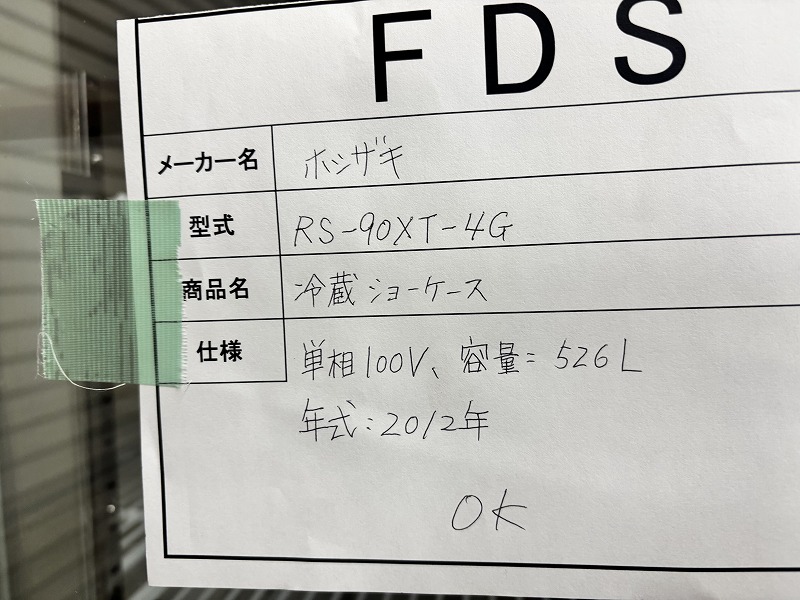 FDS
メーカー名 ホシザキ
型式 RS-90XT-4G
商品名 冷蔵ショーケース
仕様 単相100V、容量=526L
年式:2012年
OK